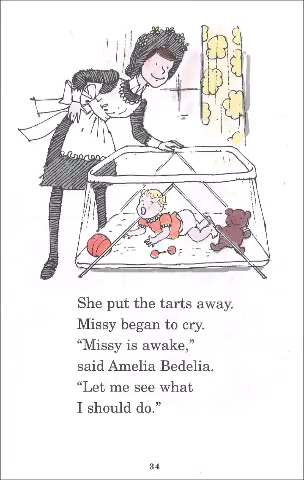 She put the tarts away.
Missy began to cry.
“Missy is awake,”
said Amelia Bedelia.
“Let me see what
I should do.”
34